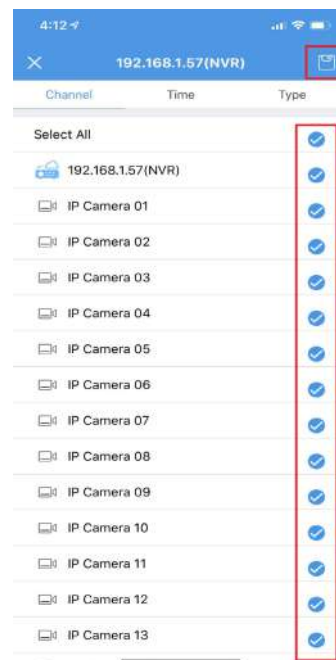 4:12
192.168.1.57(NVR)
Channel Time Type
Select All
192.168.1.57(NVR)
IP Camera 01
IP Camera 02
IP Camera 03
IP Camera 04
IP Camera 05
IP Camera 06
IP Camera 07
IP Camera 08
IP Camera 09
IP Camera 10
IP Camera 11
IP Camera 12
IP Camera 13